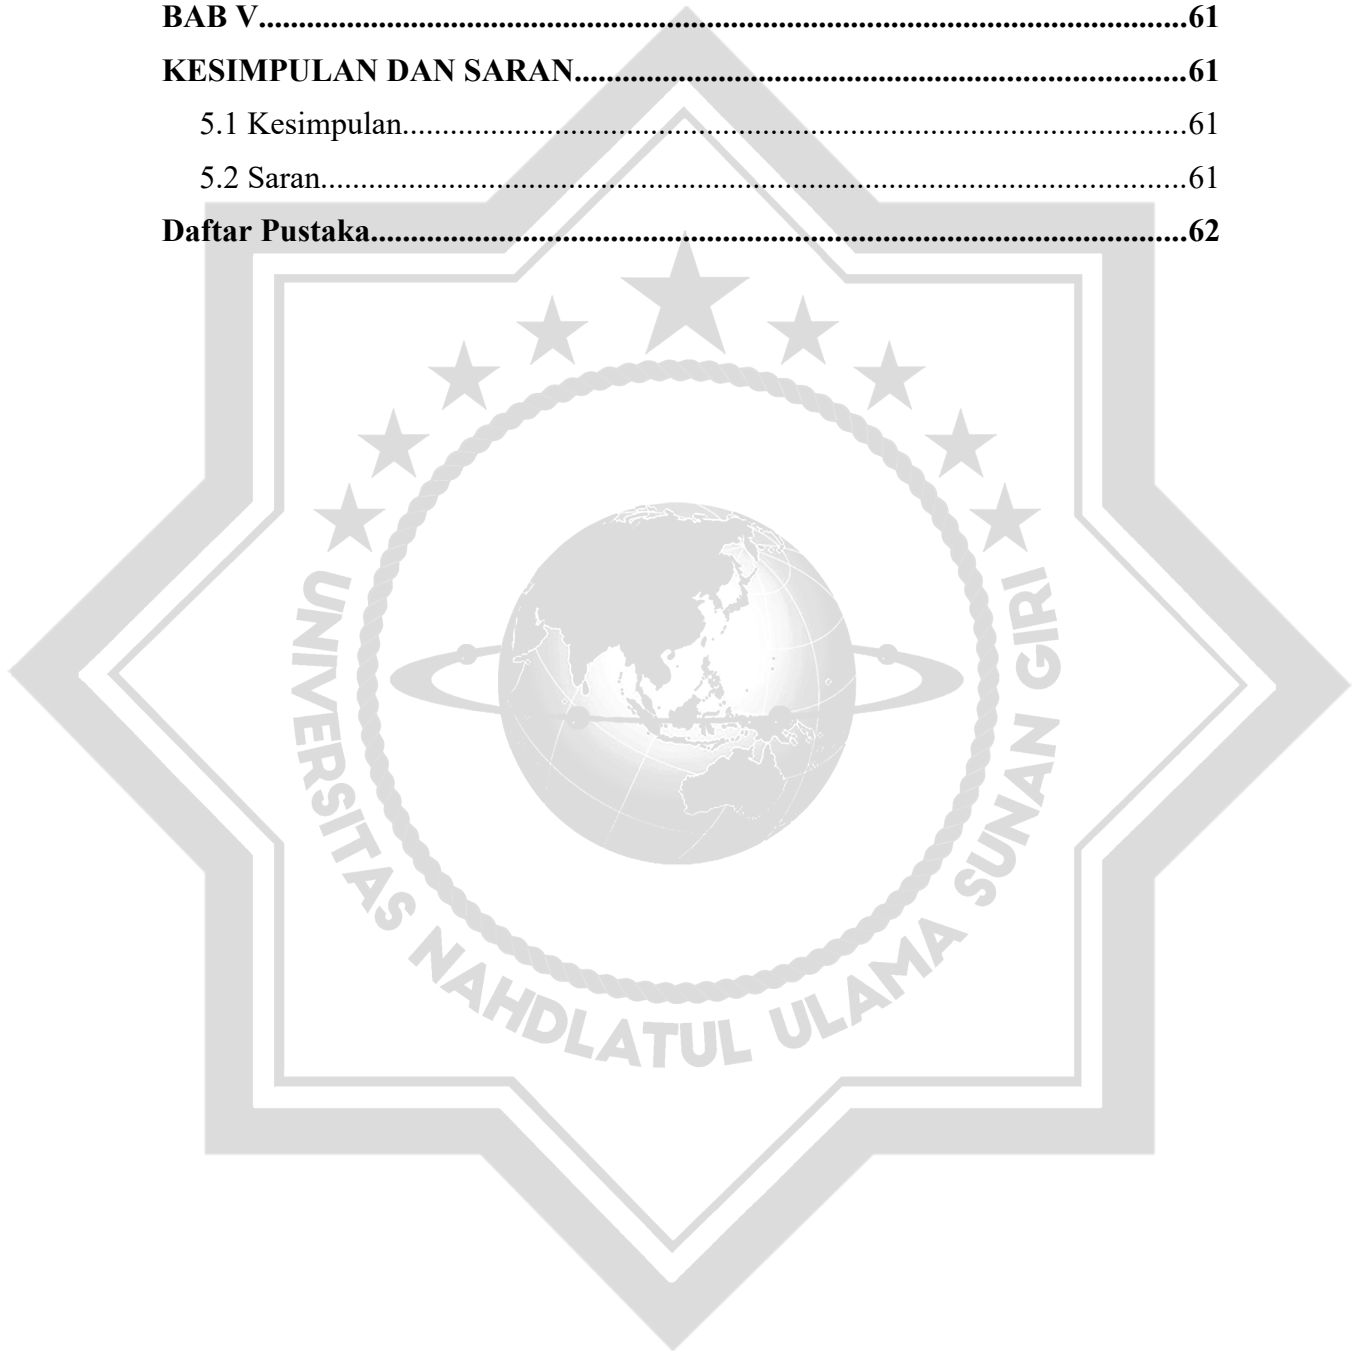 BAB V....................................................................................................................61
KESIMPULAN DAN SARAN............................................................................61
5.1 Kesimpulan..................................................................................................61
5.2 Saran............................................................................................................61
Daftar Pustaka......................................................................................................62
UNIVERSITAS NAHDLATUL ULAMA SUNAN GIRI